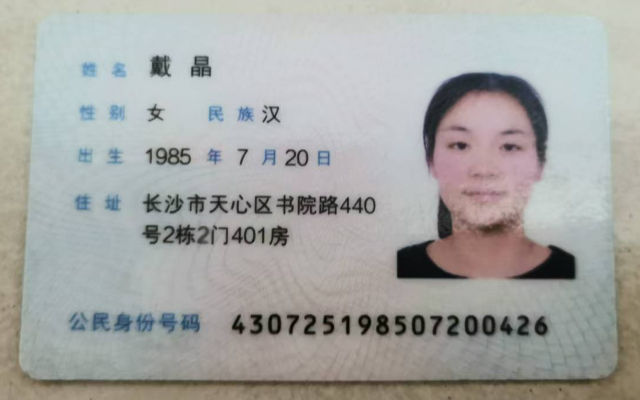 姓名 戴晶
性别 女 民族 汉
出生 1985 年 7 月 20 日
住址 长沙市天心区书院路440
号2栋2门401房
公民身份号码 430725198507200426